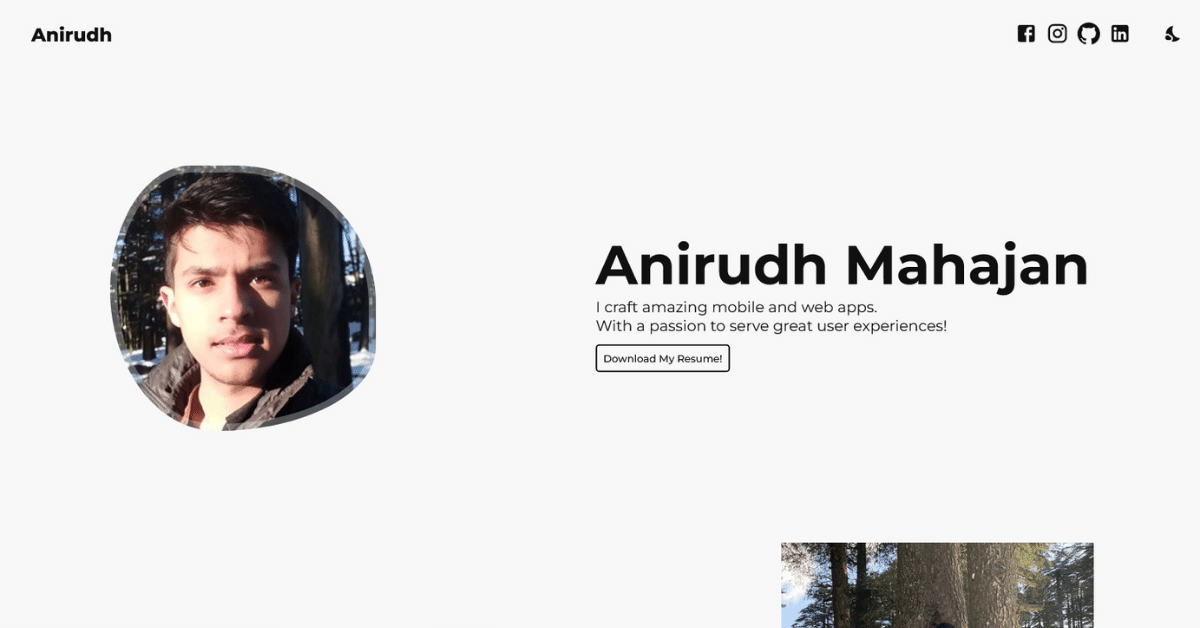 Anirudh
Anirudh Mahajan
I craft amazing mobile and web apps.
With a passion to serve great user experiences!
Download My Resume!